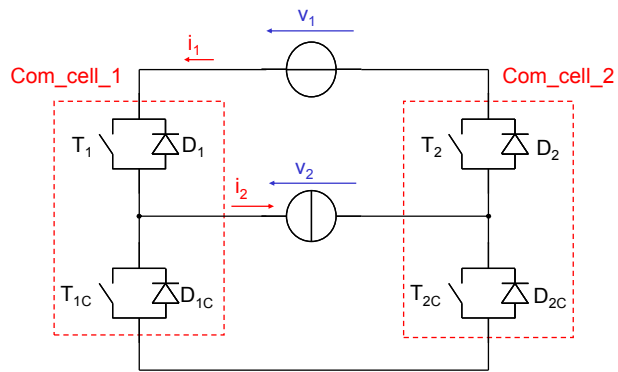 v₁
i₁
Com_cell_1
Com_cell_2
T₁
D₁
T₂
D₂
v₂
i₂
T₁C
D₁C
T₂C
D₂C